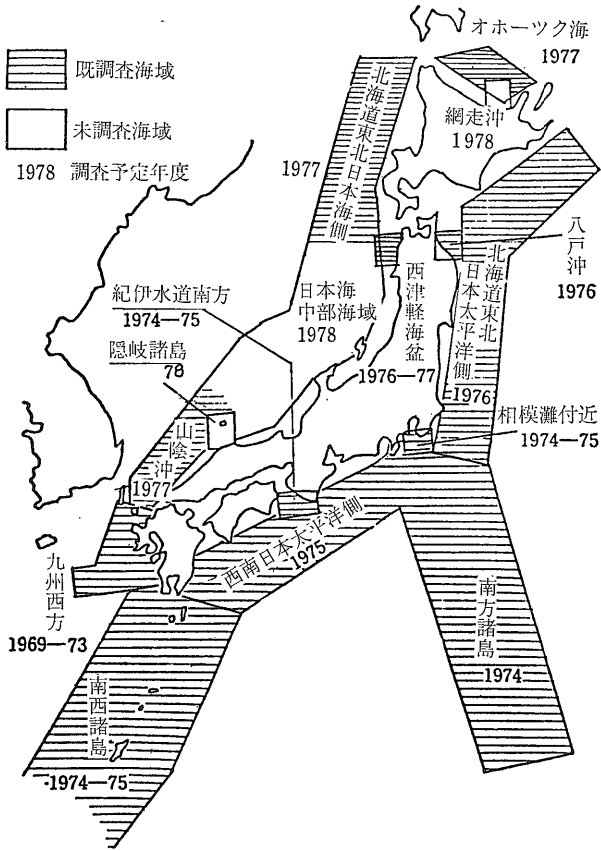 オホーツク海
1977
既調査海域
未調査海域
1978 調査予定年度
北海道東北日本海側
1977
網走沖
1978
八戸沖
1976
北海道東北
日本太平洋側
1976
西津軽海盆
1976—77
日本海
中部海域
1978
紀伊水道南方
1974—75
隠岐諸島
78
山陰沖
1977
相模灘付近
1974—75
西南日本太平洋側
1975
九州西方
1969—73
南方諸島
1974
南西諸島
1974—75